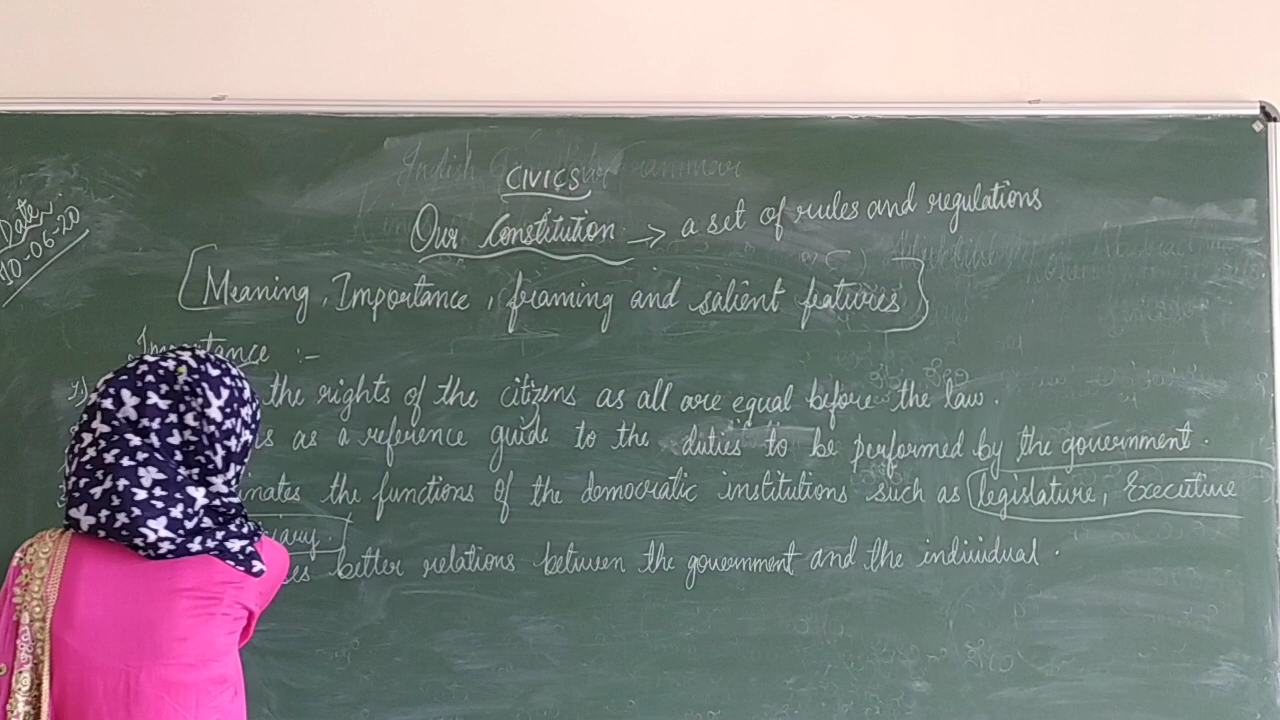 CIVICS
Date:
10-06-20
Our Constitution → a set of rules and regulations
[Meaning, Importance, framing and salient features]
Importance :-
the rights of the citizens as all are equal before the law.
as a reference guide to the duties to be performed by the government.
the functions of the democratic institutions such as legislature, Executive
better relations between the government and the individual.